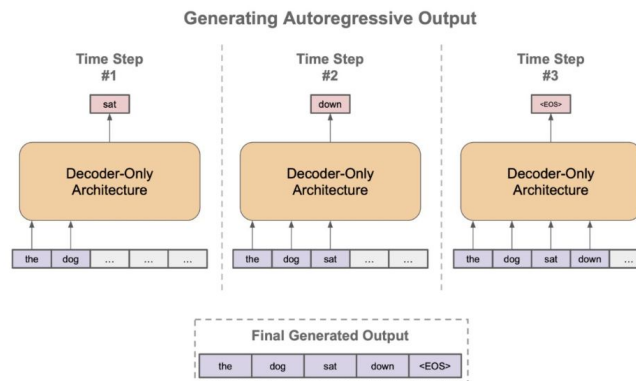 Generating Autoregressive Output
Time Step
#1
sat
Decoder-Only
Architecture
the dog ... ... ...
Time Step
#2
down
Decoder-Only
Architecture
the dog sat ... ...
Time Step
#3
<EOS>
Decoder-Only
Architecture
the dog sat down ...
Final Generated Output
the dog sat down <EOS>